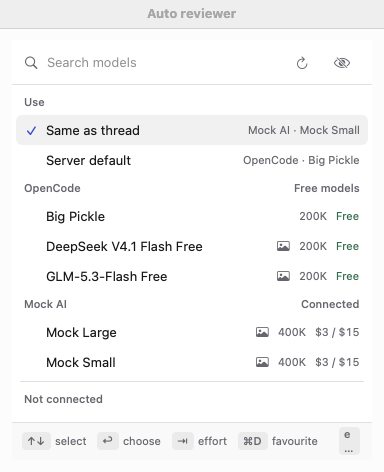 Auto reviewer
Search models
Use
Same as thread Mock AI · Mock Small
Server default OpenCode · Big Pickle
OpenCode Free models
Big Pickle 200K Free
DeepSeek V4.1 Flash Free 200K Free
GLM-5.3-Flash Free 200K Free
Mock AI Connected
Mock Large 400K $3 / $15
Mock Small 400K $3 / $15
Not connected
↑↓ select ↩ choose ⇥ effort ⌘D favourite e …